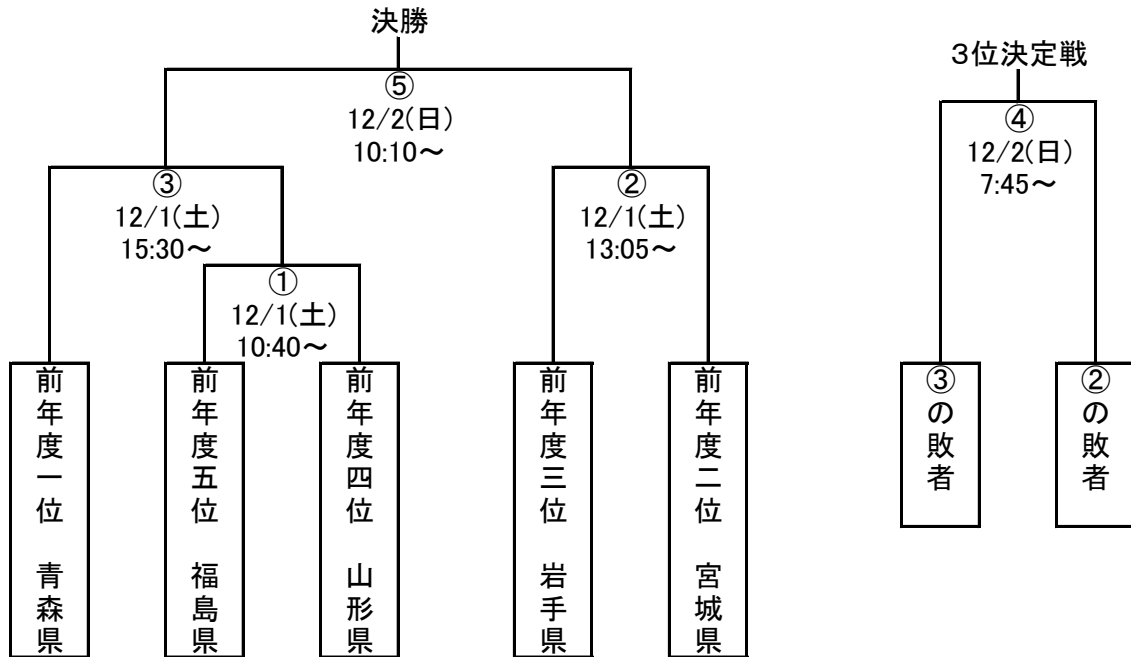 決勝
⑤
12/2(日)
10:10～
③
12/1(土)
15:30～
②
12/1(土)
13:05～
①
12/1(土)
10:40～
前年度一位　青森県
前年度五位　福島県
前年度四位　山形県
前年度三位　岩手県
前年度二位　宮城県
３位決定戦
④
12/2(日)
7:45～
③の敗者
②の敗者